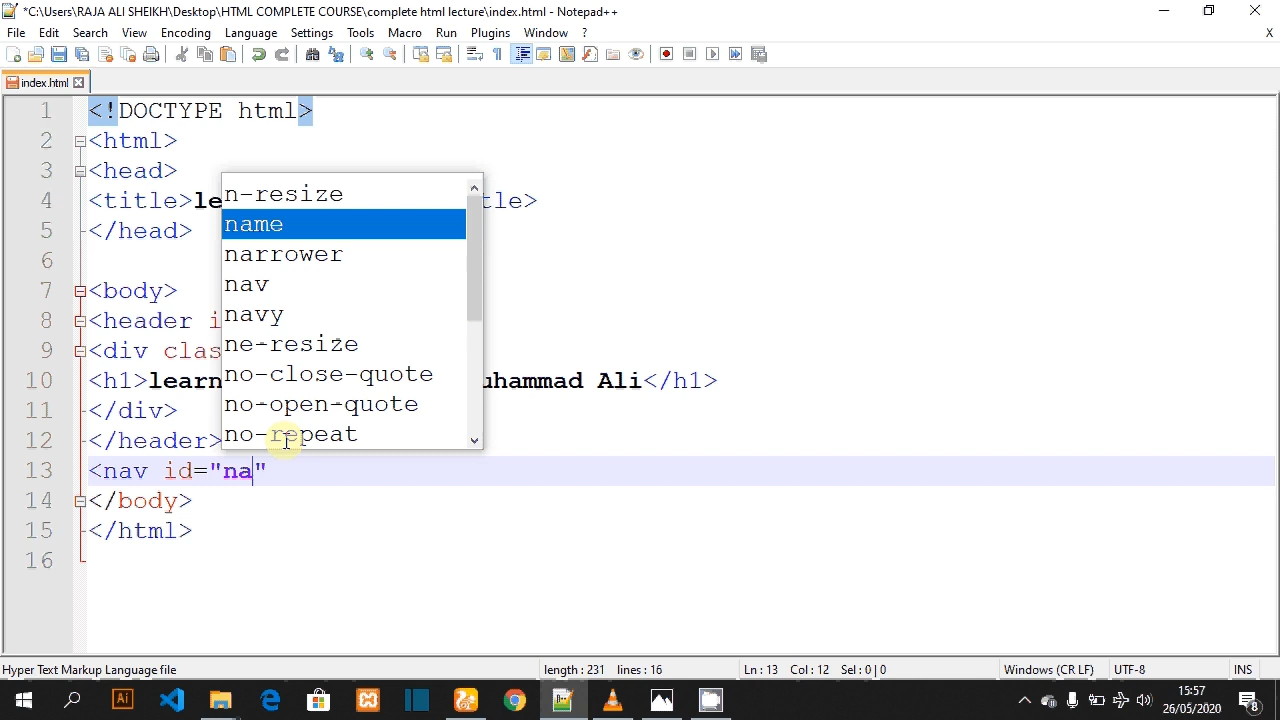 *C:\Users\RAJA ALI SHEIKH\Desktop\HTML COMPLETE COURSE\complete html lecture\index.html - Notepad++
File Edit Search View Encoding Language Settings Tools Macro Run Plugins Window ? X
index.html
1 <!DOCTYPE html>
2 <html>
3 <head>
4 <title>le tle>
5 </head>
6
7 <body>
8 <header i
9 <div clas
10 <h1>learn uhammad Ali</h1>
11 </div>
12 </header>
13 <nav id="na"
14 </body>
15 </html>
16
n-resize
name
narrower
nav
navy
ne-resize
no-close-quote
no-open-quote
no-repeat
Hyper Text Markup Language file length : 231 lines : 16 Ln : 13 Col : 12 Sel : 0 | 0 Windows (CR LF) UTF-8 INS
Ai
15:57
26/05/2020
8